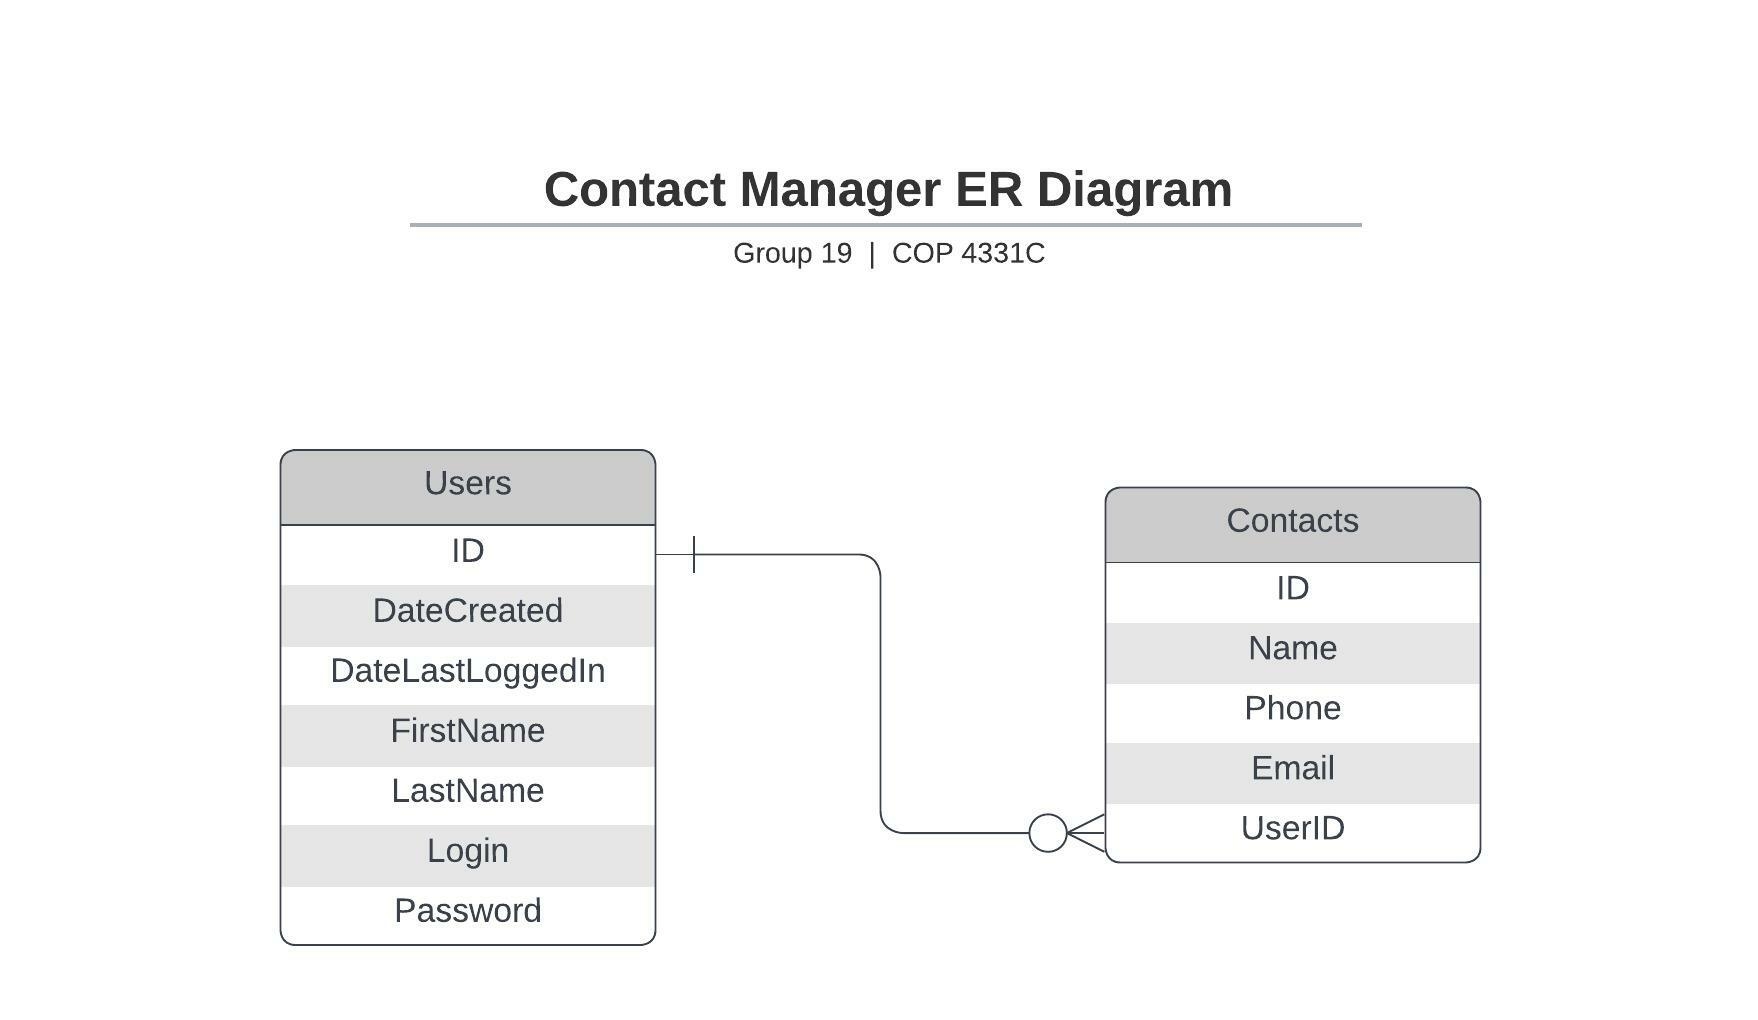 Contact Manager ER Diagram
Group 19 | COP 4331C
Users
ID
DateCreated
DateLastLoggedIn
FirstName
LastName
Login
Password
Contacts
ID
Name
Phone
Email
UserID